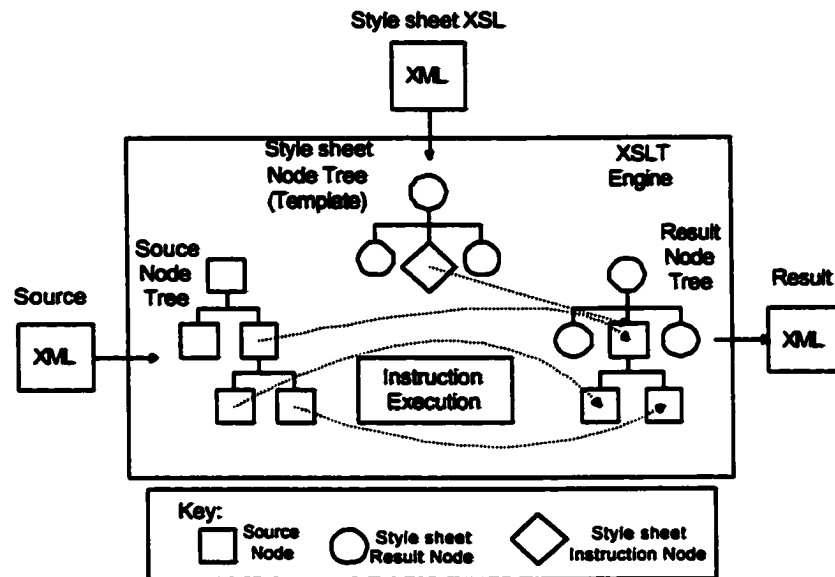 Style sheet XSL
XML
Style sheet
Node Tree
(Template)
XSLT
Engine
Souce
Node
Tree
Result
Node
Tree
Source
XML
Result
XML
Instruction
Execution
Key:
Source
Node
Style sheet
Result Node
Style sheet
Instruction Node